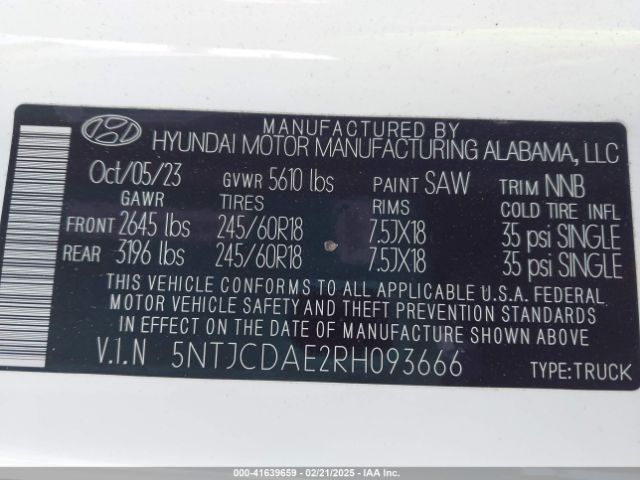 MANUFACTURED BY
HYUNDAI MOTOR MANUFACTURING ALABAMA, LLC
Oct/05/23 GVWR 5610 lbs PAINT SAW TRIM NNB
GAWR TIRES RIMS COLD TIRE INFL
FRONT 2645 lbs 245/60R18 7.5JX18 35 psi SINGLE
REAR 3196 lbs 245/60R18 7.5JX18 35 psi SINGLE
THIS VEHICLE CONFORMS TO ALL APPLICABLE U.S.A. FEDERAL
MOTOR VEHICLE SAFETY AND THEFT PREVENTION STANDARDS
IN EFFECT ON THE DATE OF MANUFACTURE SHOWN ABOVE
V.I.N 5NTJCDAE2RH093666 TYPE:TRUCK
000-41639659 - 02/21/2025 - IAA Inc.